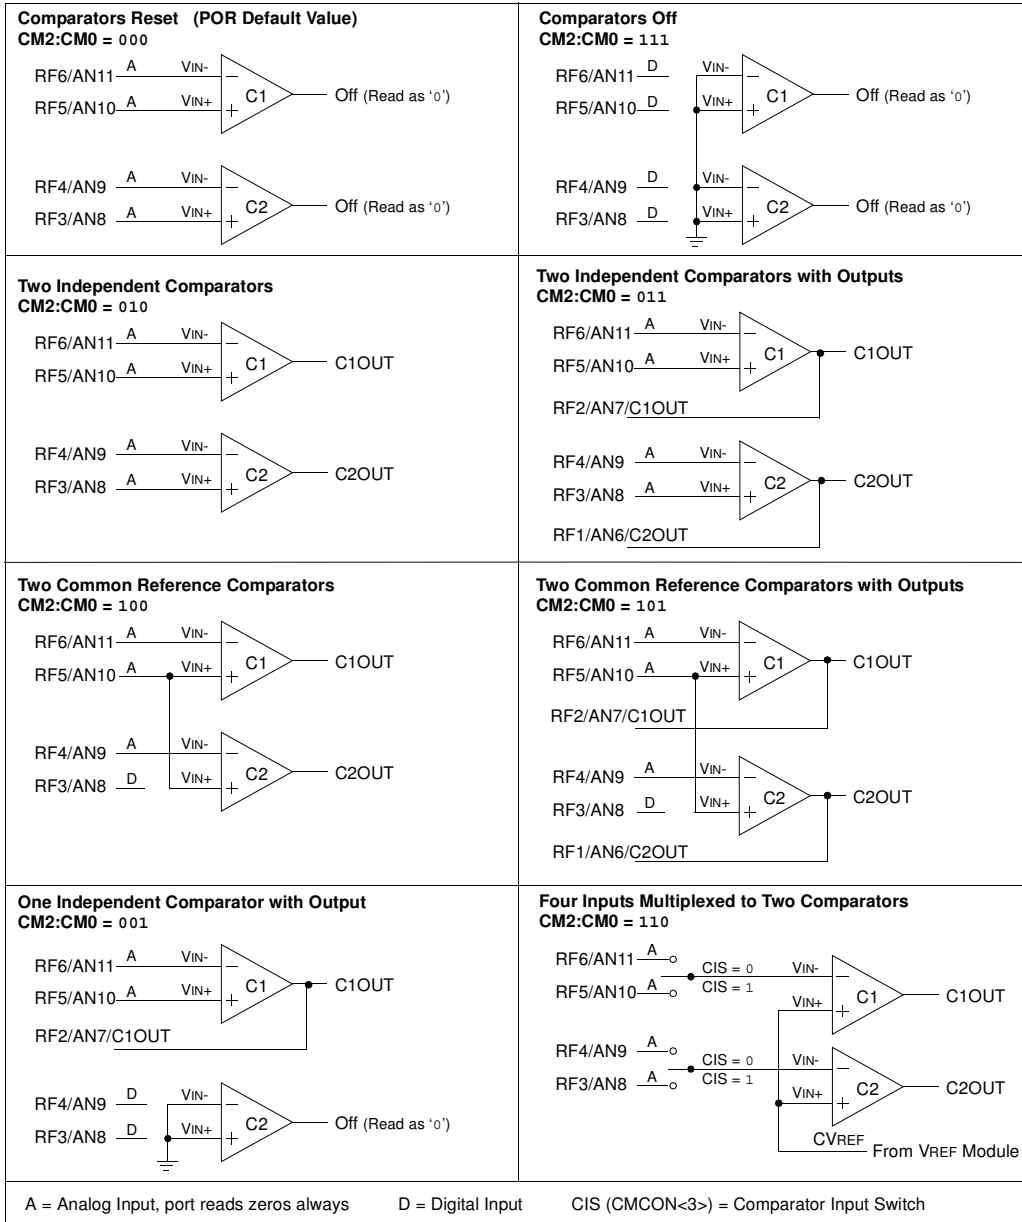 Comparators Reset (POR Default Value)
CM2:CM0 = 000
RF6/AN11 A VIN-
RF5/AN10 A VIN+
C1
Off (Read as ‘0’)
RF4/AN9 A VIN-
RF3/AN8 A VIN+
C2
Off (Read as ‘0’)
Comparators Off
CM2:CM0 = 111
RF6/AN11 D VIN-
RF5/AN10 D VIN+
C1
Off (Read as ‘0’)
RF4/AN9 D VIN-
RF3/AN8 D VIN+
C2
Off (Read as ‘0’)
Two Independent Comparators
CM2:CM0 = 010
RF6/AN11 A VIN-
RF5/AN10 A VIN+
C1
C1OUT
RF4/AN9 A VIN-
RF3/AN8 A VIN+
C2
C2OUT
Two Independent Comparators with Outputs
CM2:CM0 = 011
RF6/AN11 A VIN-
RF5/AN10 A VIN+
C1
C1OUT
RF2/AN7/C1OUT
RF4/AN9 A VIN-
RF3/AN8 A VIN+
C2
C2OUT
RF1/AN6/C2OUT
Two Common Reference Comparators
CM2:CM0 = 100
RF6/AN11 A VIN-
RF5/AN10 A VIN+
C1
C1OUT
RF4/AN9 A VIN-
RF3/AN8 D VIN+
C2
C2OUT
Two Common Reference Comparators with Outputs
CM2:CM0 = 101
RF6/AN11 A VIN-
RF5/AN10 A VIN+
C1
C1OUT
RF2/AN7/C1OUT
RF4/AN9 A VIN-
RF3/AN8 D VIN+
C2
C2OUT
RF1/AN6/C2OUT
One Independent Comparator with Output
CM2:CM0 = 001
RF6/AN11 A VIN-
RF5/AN10 A VIN+
C1
C1OUT
RF2/AN7/C1OUT
RF4/AN9 D VIN-
RF3/AN8 D VIN+
C2
Off (Read as ‘0’)
Four Inputs Multiplexed to Two Comparators
CM2:CM0 = 110
RF6/AN11 A
CIS = 0 VIN-
RF5/AN10 A CIS = 1
VIN+
C1
C1OUT
RF4/AN9 A
CIS = 0 VIN-
RF3/AN8 A CIS = 1
VIN+
C2
C2OUT
CVREF
From VREF Module
A = Analog Input, port reads zeros always D = Digital Input CIS (CMCON<3>) = Comparator Input Switch